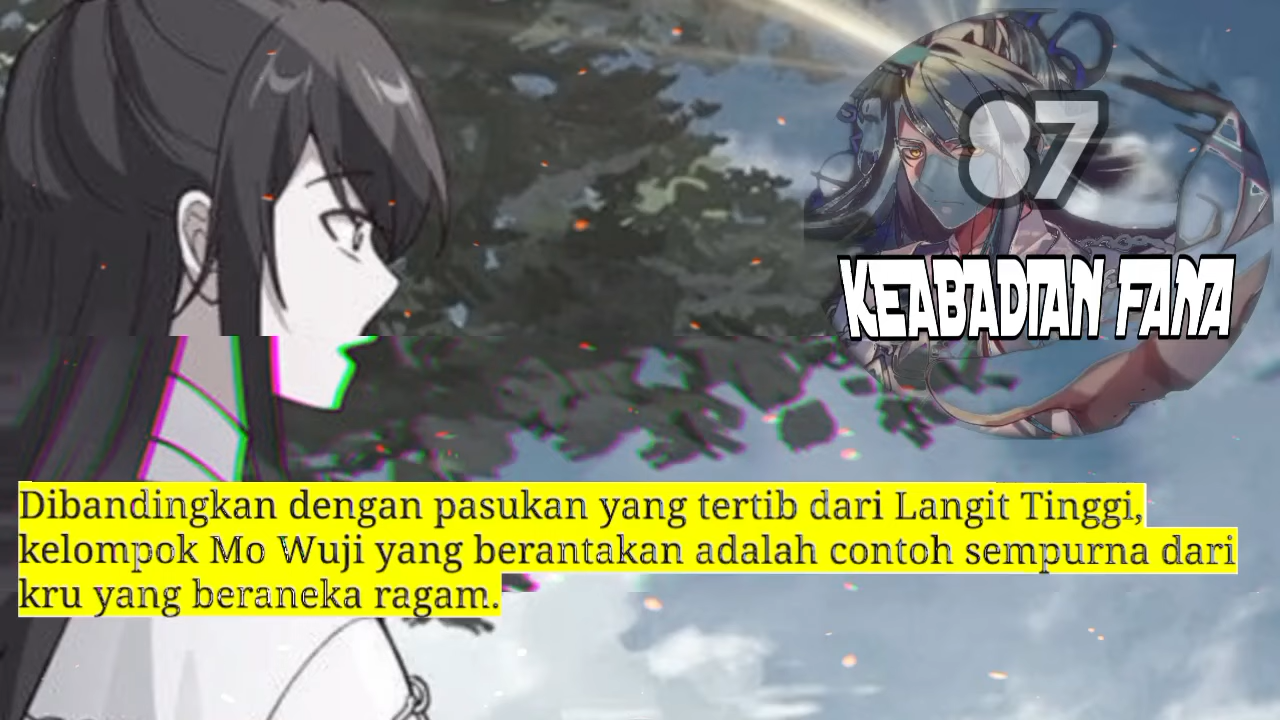 87
KEABADIAN FANA
Dibandingkan dengan pasukan yang tertib dari Langit Tinggi,
kelompok Mo Wuji yang berantakan adalah contoh sempurna dari
kru yang beraneka ragam.